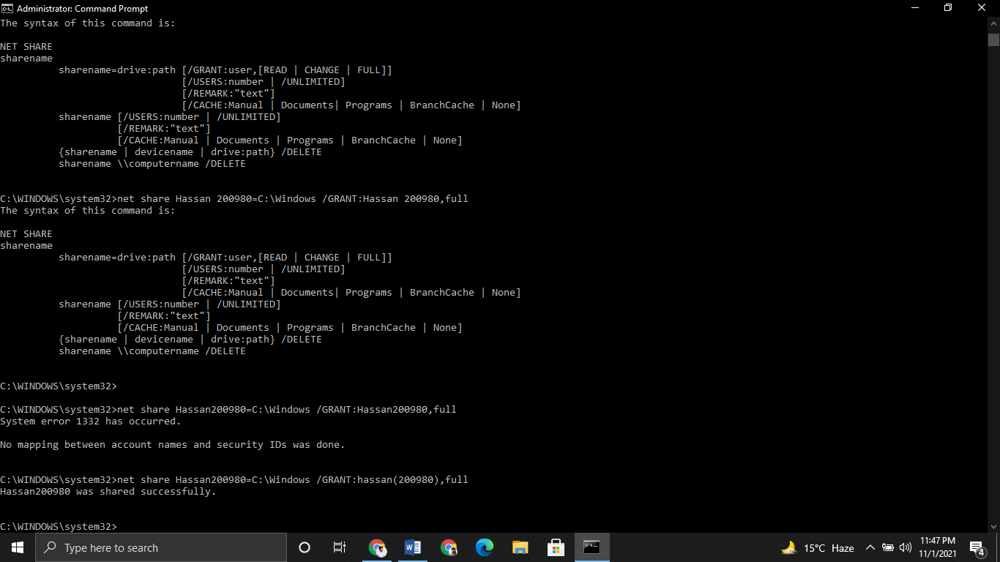 Administrator: Command Prompt
The syntax of this command is:
NET SHARE
sharename
sharename=drive:path [/GRANT:user,[READ | CHANGE | FULL]]
[/USERS:number | /UNLIMITED]
[/REMARK:"text"]
[/CACHE:Manual | Documents| Programs | BranchCache | None]
sharename [/USERS:number | /UNLIMITED]
[/REMARK:"text"]
[/CACHE:Manual | Documents | Programs | BranchCache | None]
{sharename | devicename | drive:path} /DELETE
sharename \\computername /DELETE
C:\WINDOWS\system32>net share Hassan 200980=C:\Windows /GRANT:Hassan 200980,full
The syntax of this command is:
NET SHARE
sharename
sharename=drive:path [/GRANT:user,[READ | CHANGE | FULL]]
[/USERS:number | /UNLIMITED]
[/REMARK:"text"]
[/CACHE:Manual | Documents| Programs | BranchCache | None]
sharename [/USERS:number | /UNLIMITED]
[/REMARK:"text"]
[/CACHE:Manual | Documents | Programs | BranchCache | None]
{sharename | devicename | drive:path} /DELETE
sharename \\computername /DELETE
C:\WINDOWS\system32>
C:\WINDOWS\system32>net share Hassan200980=C:\Windows /GRANT:Hassan200980,full
System error 1332 has occurred.
No mapping between account names and security IDs was done.
C:\WINDOWS\system32>net share Hassan200980=C:\Windows /GRANT:hassan(200980),full
Hassan200980 was shared successfully.
C:\WINDOWS\system32>
Type here to search
15°C Haze
11:47 PM
11/1/2021
4